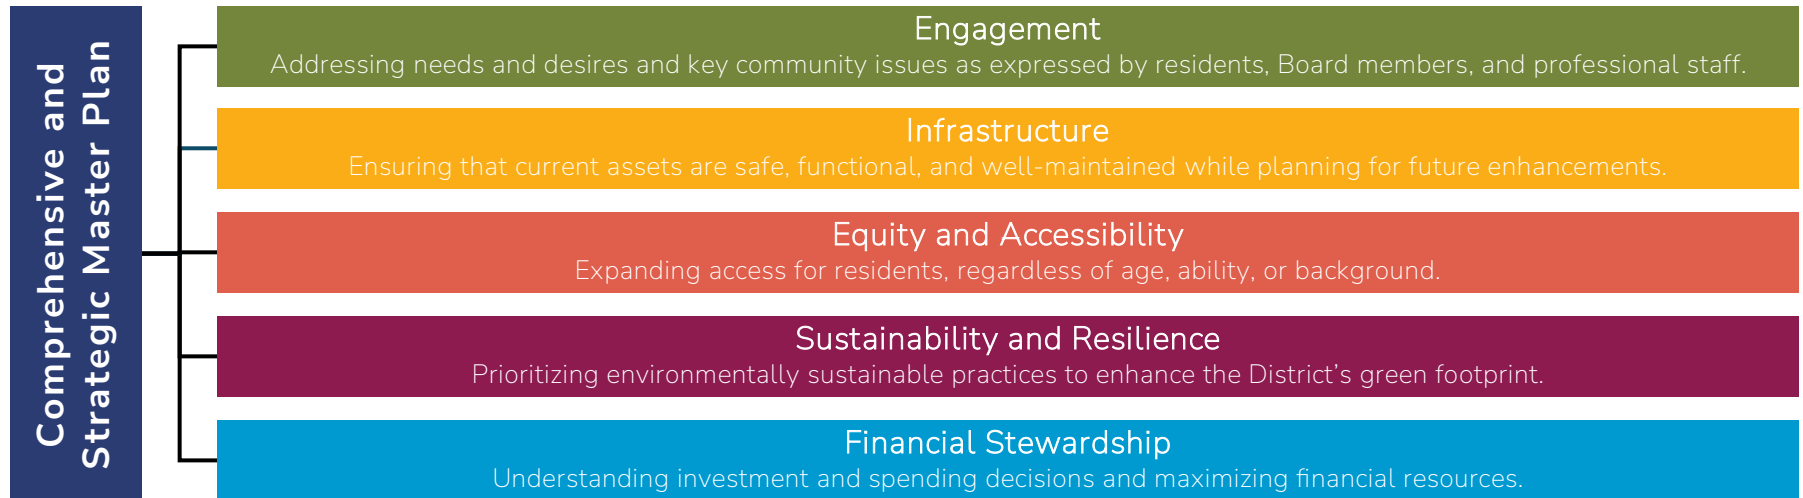 Comprehensive and
Strategic Master Plan
Engagement
Addressing needs and desires and key community issues as expressed by residents, Board members, and professional staff.
Infrastructure
Ensuring that current assets are safe, functional, and well-maintained while planning for future enhancements.
Equity and Accessibility
Expanding access for residents, regardless of age, ability, or background.
Sustainability and Resilience
Prioritizing environmentally sustainable practices to enhance the District’s green footprint.
Financial Stewardship
Understanding investment and spending decisions and maximizing financial resources.